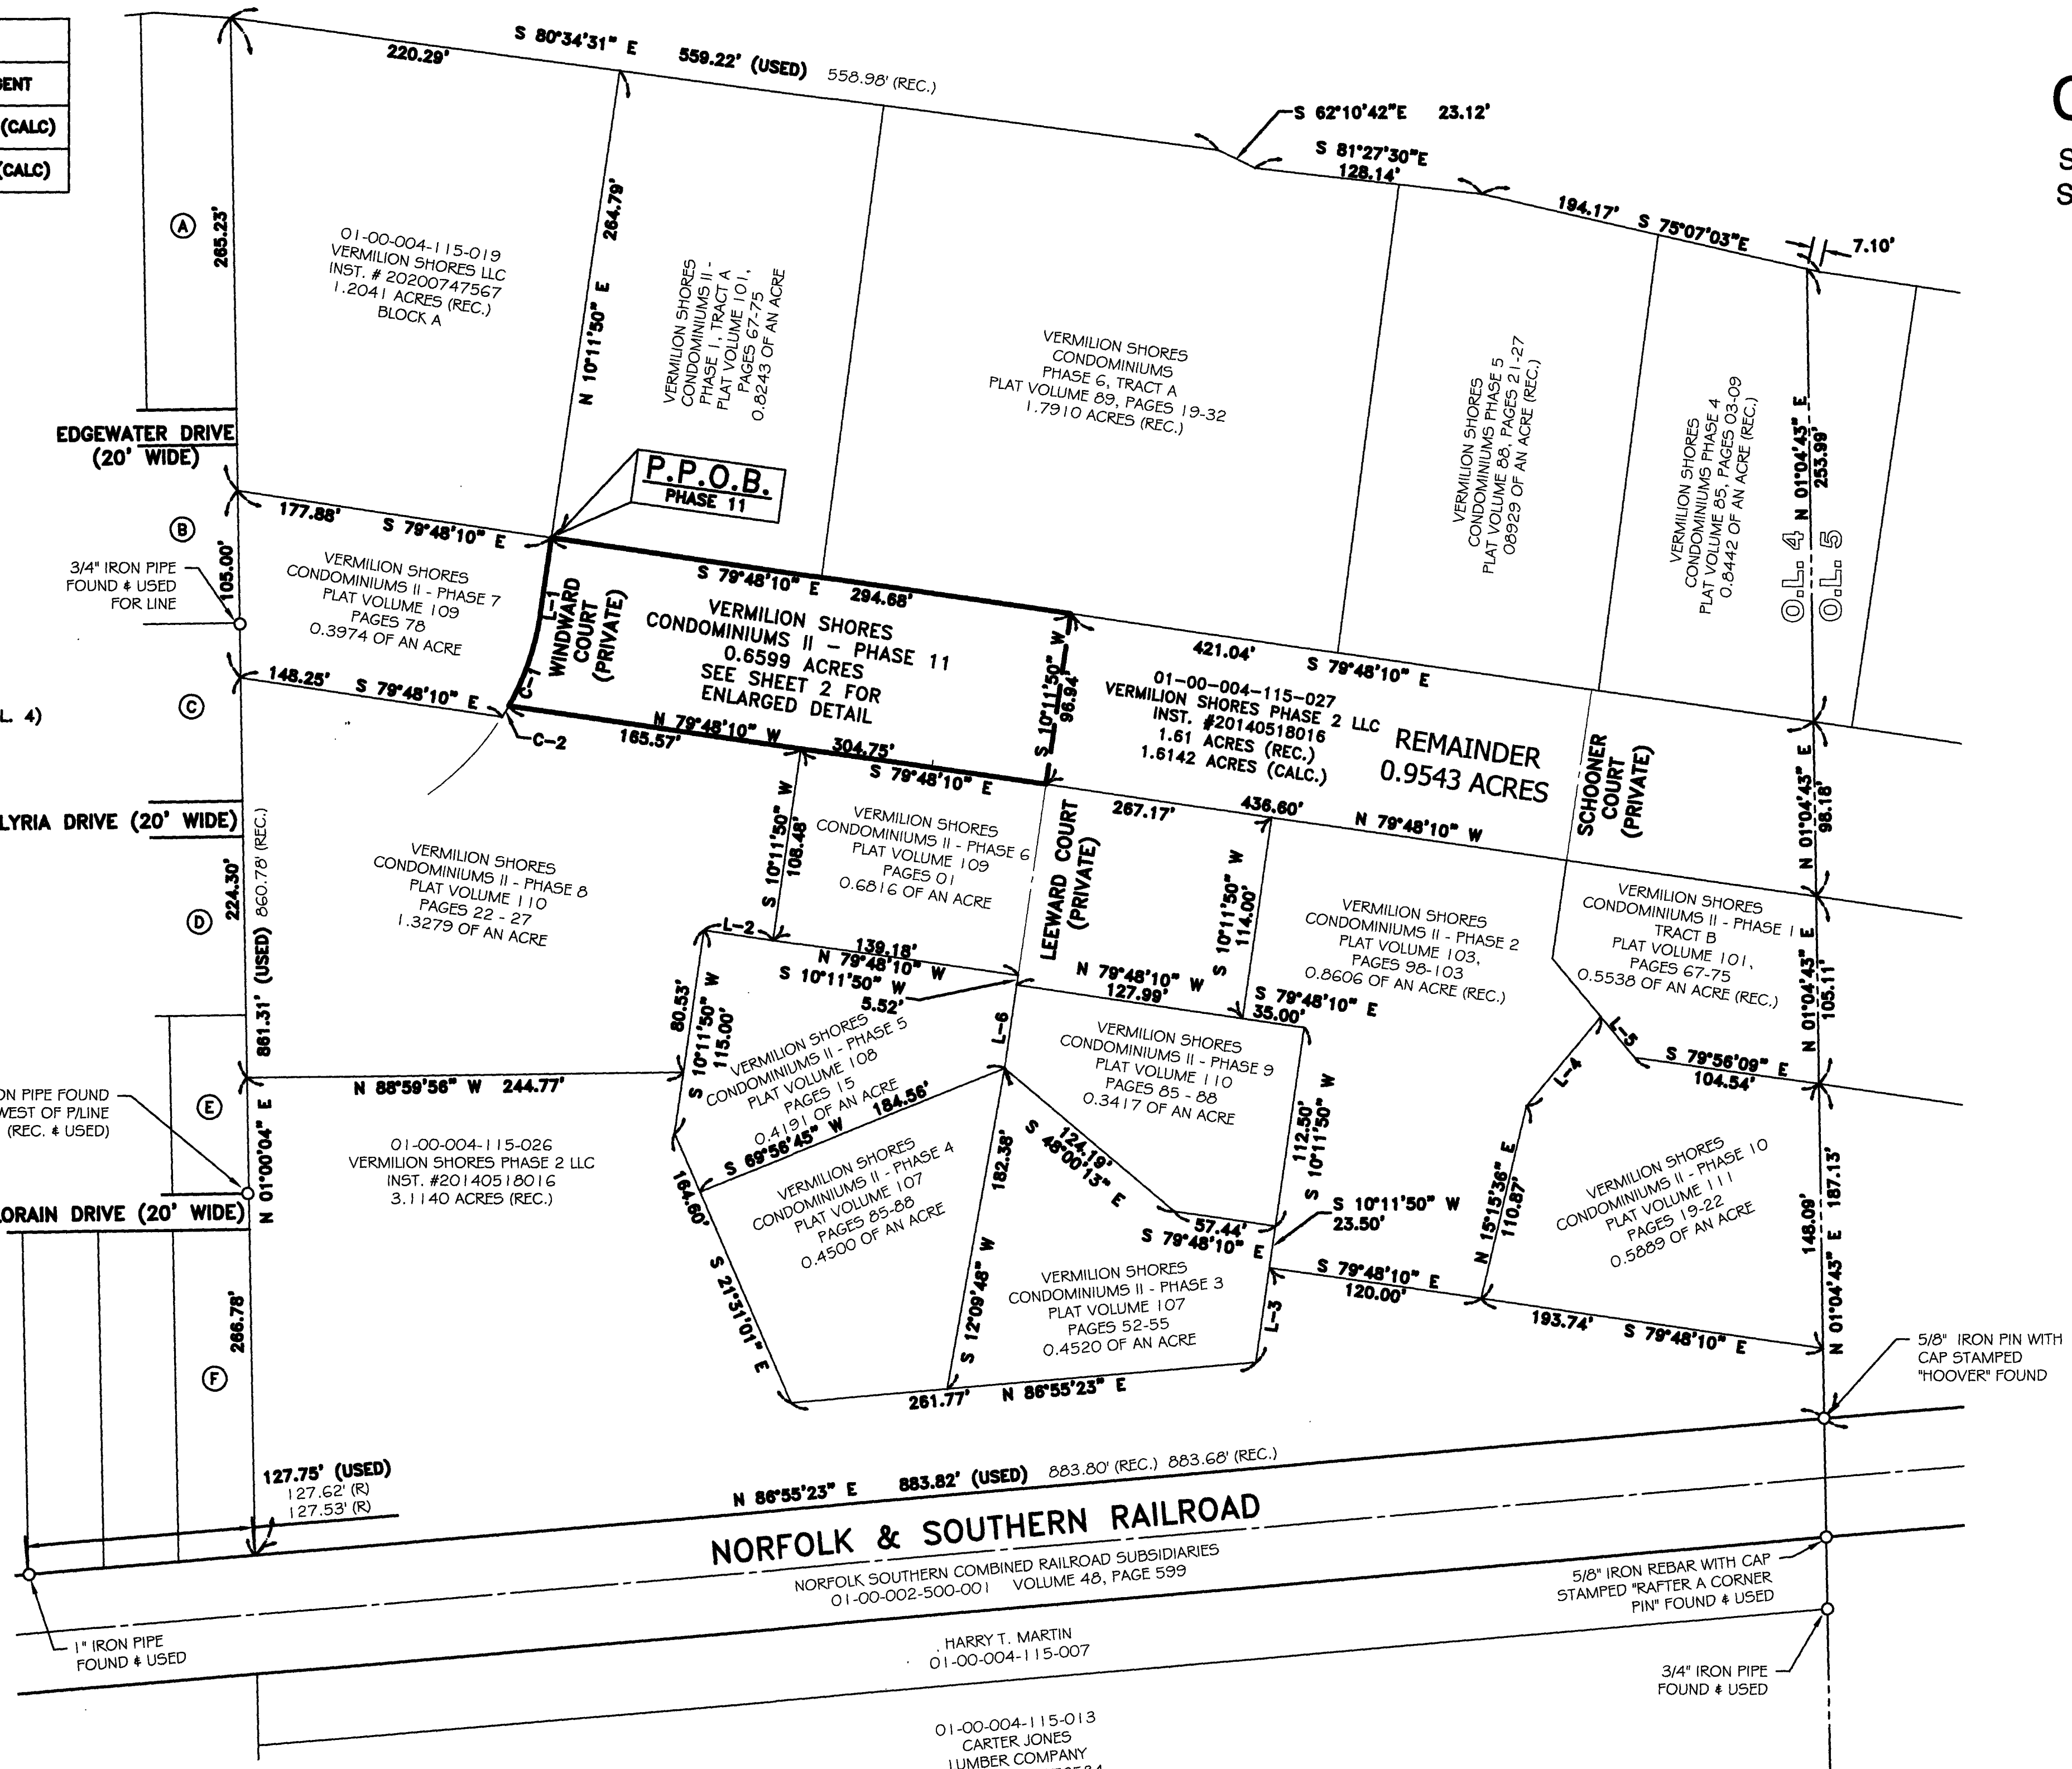 GENT
(CALC)
(CALC)
S 80°34'31" E 559.22' (USED) 558.98' (REC.)
220.29'
S 62°10'42"E 23.12'
S 81°27'30"E
128.14'
194.17' S 75°07'03"E
7.10'
A
265.23'
01-00-004-115-019
VERMILION SHORES LLC
INST. # 20200747567
1.2041 ACRES (REC.)
BLOCK A
N 10°11'50" E 264.79'
VERMILION SHORES
CONDOMINIUMS II -
PHASE 1, TRACT A
PLAT VOLUME 101,
PAGES 67-75
0.8243 OF AN ACRE
VERMILION SHORES
CONDOMINIUMS
PHASE 6, TRACT A
PLAT VOLUME 89, PAGES 19-32
1.7910 ACRES (REC.)
VERMILION SHORES
CONDOMINIUMS PHASE 5
PLAT VOLUME 88, PAGES 21-27
08929 OF AN ACRE (REC.)
VERMILION SHORES
CONDOMINIUMS PHASE 4
PLAT VOLUME 85, PAGES 03-09
0.8442 OF AN ACRE (REC.)
N 01°04'43" E
253.99'
O.L. 4
O.L. 5
EDGEWATER DRIVE
(20' WIDE)
P.P.O.B.
PHASE 11
177.88' S 79°48'10" E
B
105.00'
3/4" IRON PIPE
FOUND & USED
FOR LINE
VERMILION SHORES
CONDOMINIUMS II - PHASE 7
PLAT VOLUME 109
PAGES 78
0.3974 OF AN ACRE
L-1
C-1
WINDWARD
COURT
(PRIVATE)
S 79°48'10" E 294.68'
VERMILION SHORES
CONDOMINIUMS II - PHASE 11
0.6599 ACRES
SEE SHEET 2 FOR
ENLARGED DETAIL
S 10°11'50" W
96.94'
421.04' S 79°48'10" E
01-00-004-115-027
VERMILION SHORES PHASE 2 LLC
INST. #20140518016
1.61 ACRES (REC.)
1.6142 ACRES (CALC.)
REMAINDER
0.9543 ACRES
SCHOONER
COURT
(PRIVATE)
N 01°04'43" E
98.18'
148.25' S 79°48'10" E
C
L. 4)
C-2
N 79°48'10" W
165.57' 304.75'
S 79°48'10" E
267.17' 436.60' N 79°48'10" W
LYRIA DRIVE (20' WIDE)
224.30'
D
861.31' (USED) 860.78' (REC.)
VERMILION SHORES
CONDOMINIUMS II - PHASE 8
PLAT VOLUME 110
PAGES 22 - 27
1.3279 OF AN ACRE
S 10°11'50" W
108.48'
VERMILION SHORES
CONDOMINIUMS II - PHASE 6
PLAT VOLUME 109
PAGES 01
0.6816 OF AN ACRE
LEEWARD COURT
(PRIVATE)
S 10°11'50" W
114.00'
VERMILION SHORES
CONDOMINIUMS II - PHASE 2
PLAT VOLUME 103,
PAGES 98-103
0.8606 OF AN ACRE (REC.)
VERMILION SHORES
CONDOMINIUMS II - PHASE 1
TRACT B
PLAT VOLUME 101,
PAGES 67-75
0.5538 OF AN ACRE (REC.)
N 01°04'43" E
105.11'
L-2
139.18'
N 79°48'10" W
S 10°11'50" W
5.52'
N 79°48'10" W
127.99'
S 79°48'10" E
35.00'
80.53'
S 10°11'50" W
115.00'
L-6
L-5
L-4
S 79°56'09" E
104.54'
VERMILION SHORES
CONDOMINIUMS II - PHASE 5
PLAT VOLUME 108
PAGES 15
0.4191 OF AN ACRE
VERMILION SHORES
CONDOMINIUMS II - PHASE 9
PLAT VOLUME 110
PAGES 85 - 88
0.3417 OF AN ACRE
N 88°59'56" W 244.77'
ON PIPE FOUND
WEST OF P/LINE
(REC. & USED)
E
N 01°00'04" E
01-00-004-115-026
VERMILION SHORES PHASE 2 LLC
INST. #20140518016
3.1140 ACRES (REC.)
S 69°56'45" W 184.56'
VERMILION SHORES
CONDOMINIUMS II - PHASE 4
PLAT VOLUME 107
PAGES 85-88
0.4500 OF AN ACRE
164.60' S 21°31'01" E
182.38'
S 12°09'48" W
124.19'
S 48°00'13" E
112.50'
S 10°11'50" W
57.44'
S 79°48'10" E
S 10°11'50" W
23.50'
N 15°15'36" E
110.87'
VERMILION SHORES
CONDOMINIUMS II - PHASE 10
PLAT VOLUME 111
PAGES 19-22
0.5889 OF AN ACRE
148.09'
N 01°04'43" E 187.13'
LORAIN DRIVE (20' WIDE)
S 79°48'10" E
120.00'
193.74' S 79°48'10" E
VERMILION SHORES
CONDOMINIUMS II - PHASE 3
PLAT VOLUME 107
PAGES 52-55
0.4520 OF AN ACRE
L-3
266.78'
F
261.77' N 86°55'23" E
5/8" IRON PIN WITH
CAP STAMPED
"HOOVER" FOUND
127.75' (USED)
127.62' (R)
127.53' (R)
N 86°55'23" E 883.82' (USED) 883.80' (REC.) 883.68' (REC.)
NORFOLK & SOUTHERN RAILROAD
NORFOLK SOUTHERN COMBINED RAILROAD SUBSIDIARIES
01-00-002-500-001 VOLUME 48, PAGE 599
5/8" IRON REBAR WITH CAP
STAMPED "RAFTER A CORNER
PIN" FOUND & USED
1" IRON PIPE
FOUND & USED
HARRY T. MARTIN
01-00-004-115-007
3/4" IRON PIPE
FOUND & USED
01-00-004-115-013
CARTER JONES
LUMBER COMPANY